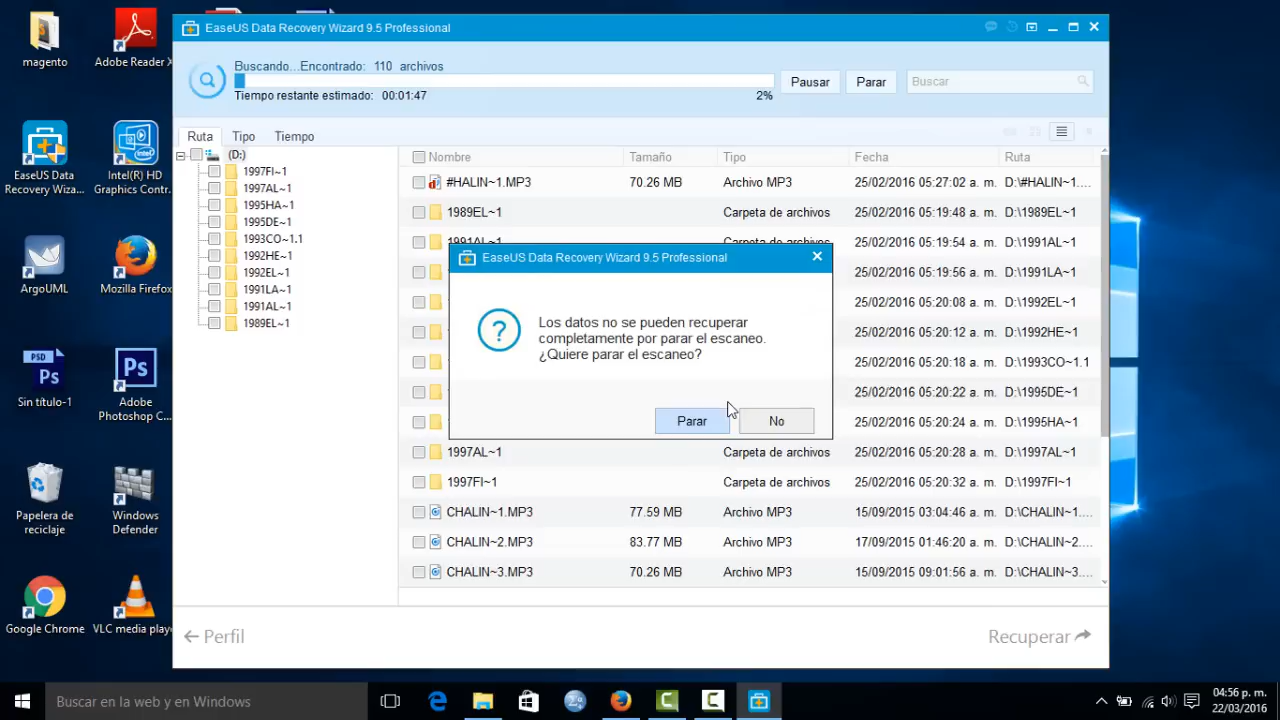 magento
Adobe Reader X
EaseUS Data
Recovery Wiza...
Intel(R) HD
Graphics Contr...
ArgoUML
Mozilla Firefox
PSD
Sin título-1
Ps
Adobe
Photoshop C...
Papelera de
reciclaje
Windows
Defender
Google Chrome
VLC media playe
EaseUS Data Recovery Wizard 9.5 Professional
Buscando...Encontrado: 110 archivos
Tiempo restante estimado: 00:01:47
2%
Pausar
Parar
Buscar
Ruta Tipo Tiempo
(D:)
1997FI~1
1997AL~1
1995HA~1
1995DE~1
1993CO~1.1
1992HE~1
1992EL~1
1991LA~1
1991AL~1
1989EL~1
Nombre Tamaño Tipo Fecha Ruta
#HALIN~1.MP3 70.26 MB Archivo MP3 25/02/2016 05:27:02 a. m. D:\#HALIN~1....
1989EL~1 Carpeta de archivos 25/02/2016 05:19:48 a. m. D:\1989EL~1
1991AL~1 Carpeta de archivos 25/02/2016 05:19:54 a. m. D:\1991AL~1
25/02/2016 05:19:56 a. m. D:\1991LA~1
25/02/2016 05:20:08 a. m. D:\1992EL~1
25/02/2016 05:20:12 a. m. D:\1992HE~1
25/02/2016 05:20:18 a. m. D:\1993CO~1.1
25/02/2016 05:20:22 a. m. D:\1995DE~1
25/02/2016 05:20:24 a. m. D:\1995HA~1
1997AL~1 Carpeta de archivos 25/02/2016 05:20:28 a. m. D:\1997AL~1
1997FI~1 Carpeta de archivos 25/02/2016 05:20:32 a. m. D:\1997FI~1
CHALIN~1.MP3 77.59 MB Archivo MP3 15/09/2015 03:04:46 a. m. D:\CHALIN~1....
CHALIN~2.MP3 83.77 MB Archivo MP3 17/09/2015 01:46:20 a. m. D:\CHALIN~2....
CHALIN~3.MP3 70.26 MB Archivo MP3 15/09/2015 09:01:56 a. m. D:\CHALIN~3....
EaseUS Data Recovery Wizard 9.5 Professional
Los datos no se pueden recuperar
completamente por parar el escaneo.
¿Quiere parar el escaneo?
Parar
No
Perfil
Recuperar
Buscar en la web y en Windows
04:56 p. m.
22/03/2016